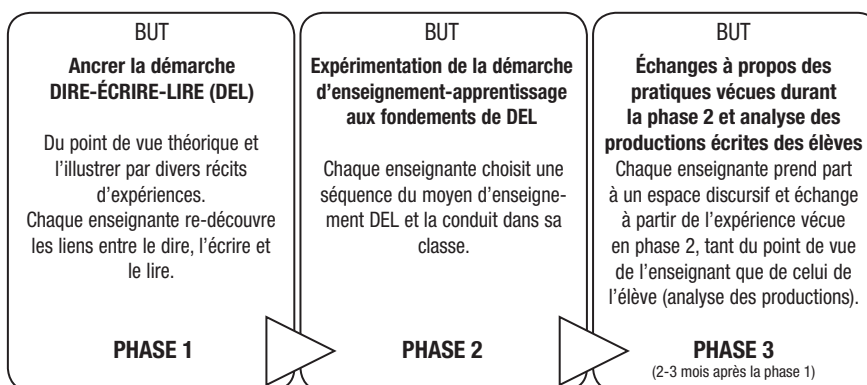 BUT
Ancrer la démarche
DIRE-ÉCRIRE-LIRE (DEL)
Du point de vue théorique et
l'illustrer par divers récits
d'expériences.
Chaque enseignante re-découvre
les liens entre le dire, l'écrire et
le lire.
PHASE 1
BUT
Expérimentation de la démarche
d'enseignement-apprentissage
aux fondements de DEL
Chaque enseignante choisit une
séquence du moyen d'enseigne-
ment DEL et la conduit dans sa
classe.
PHASE 2
BUT
Échanges à propos des
pratiques vécues durant
la phase 2 et analyse des
productions écrites des élèves
Chaque enseignante prend part
à un espace discursif et échange
à partir de l'expérience vécue
en phase 2, tant du point de vue
de l'enseignant que de celui de
l'élève (analyse des productions).
PHASE 3
(2-3 mois après la phase 1)